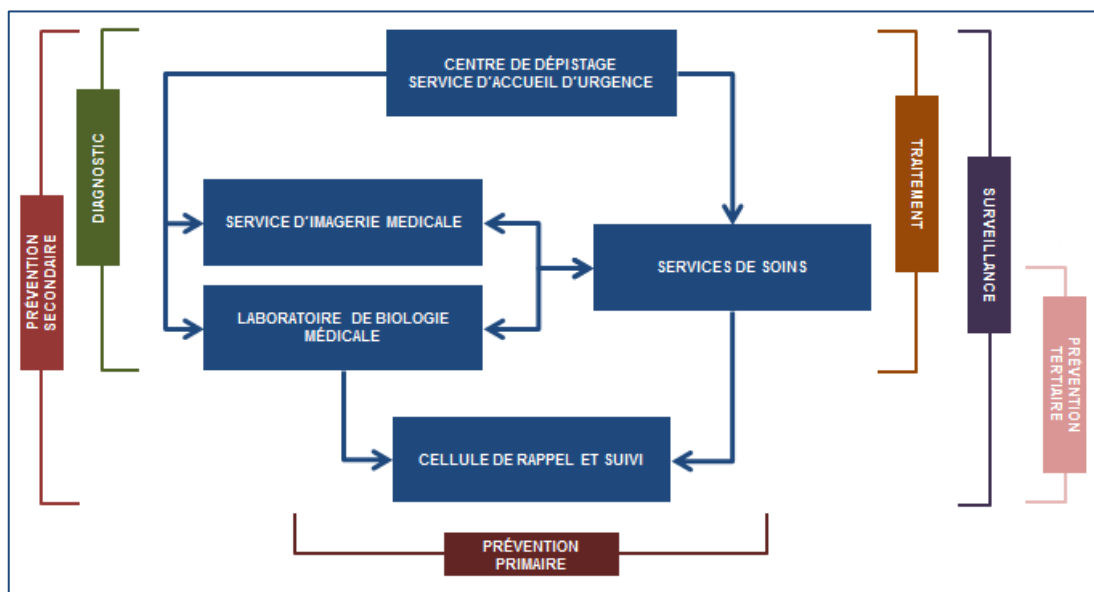 CENTRE DE DÉPISTAGE
SERVICE D'ACCUEIL D'URGENCE
PRÉVENTION
SECONDAIRE
DIAGNOSTIC
SERVICE D'IMAGERIE MEDICALE
LABORATOIRE DE BIOLOGIE
MÉDICALE
SERVICES DE SOINS
TRAITEMENT
SURVEILLANCE
PRÉVENTION
TERTIAIRE
CELLULE DE RAPPEL ET SUIVI
PRÉVENTION
PRIMAIRE